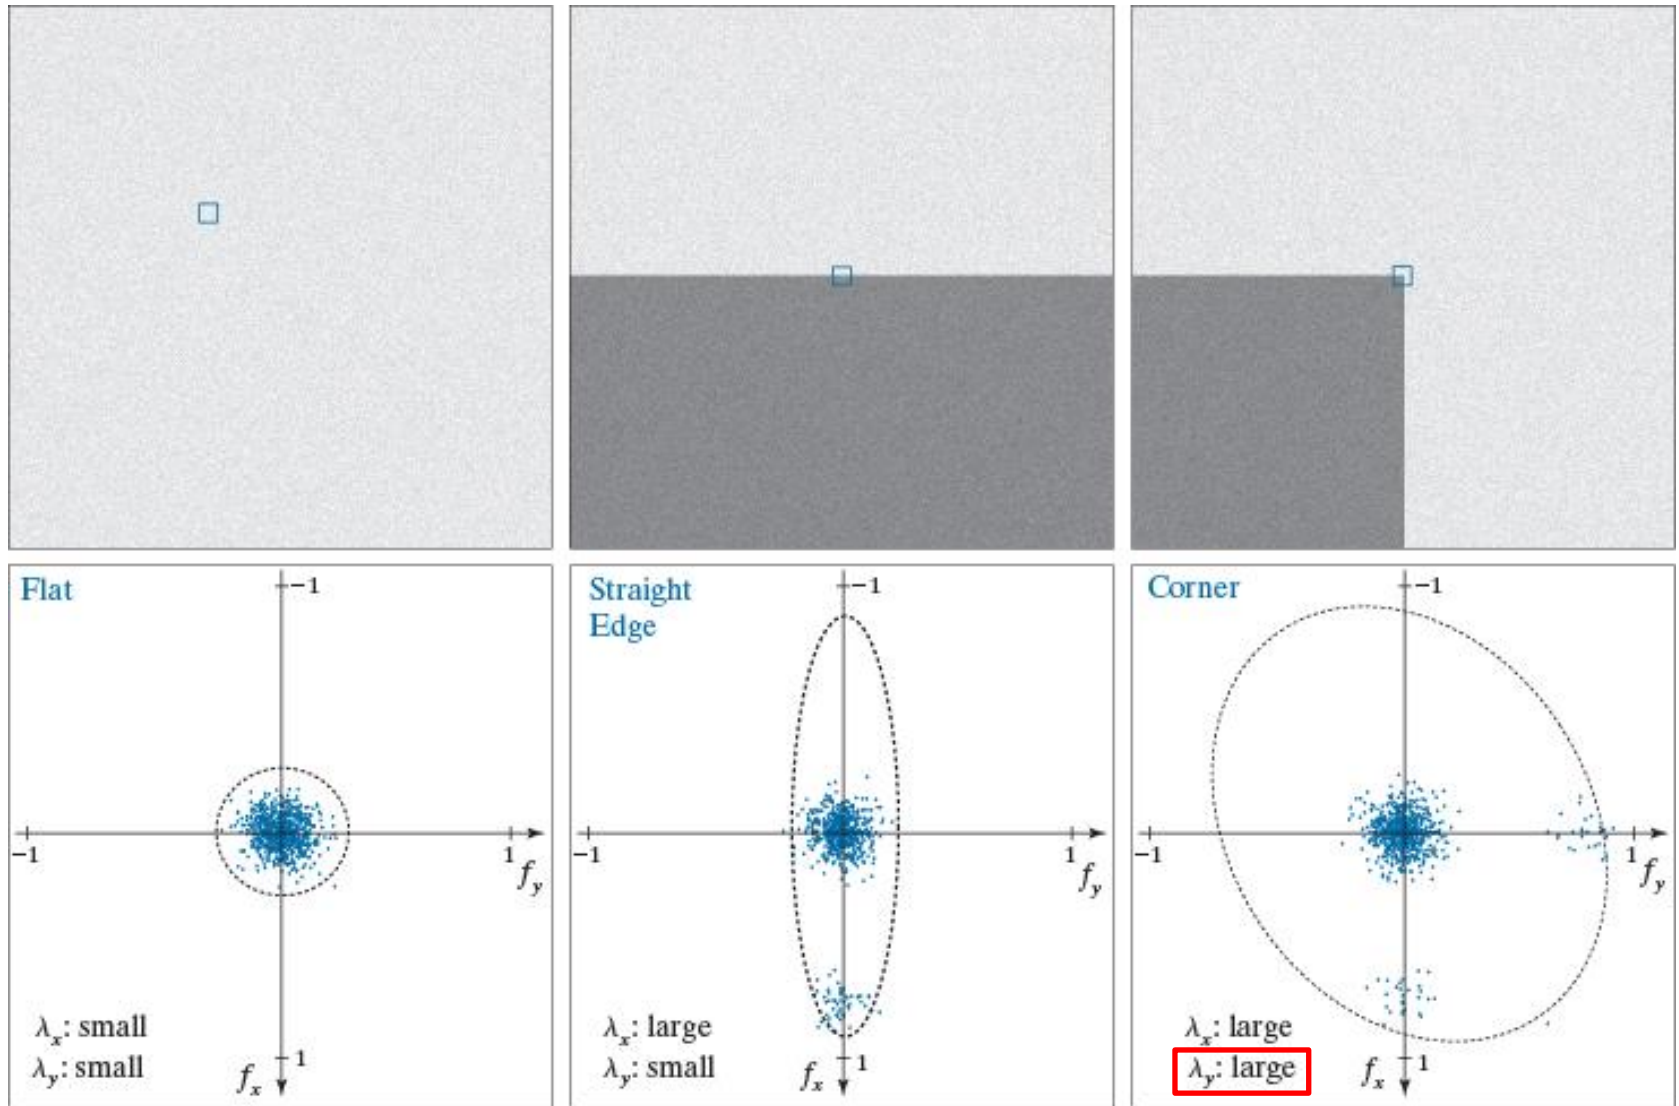 Flat
−1
−1
1
f_y
λ_x: small
λ_y: small
1
f_x
Straight
Edge
−1
−1
1
f_y
λ_x: large
λ_y: small
1
f_x
Corner
−1
−1
1
f_y
λ_x: large
λ_y: large
1
f_x